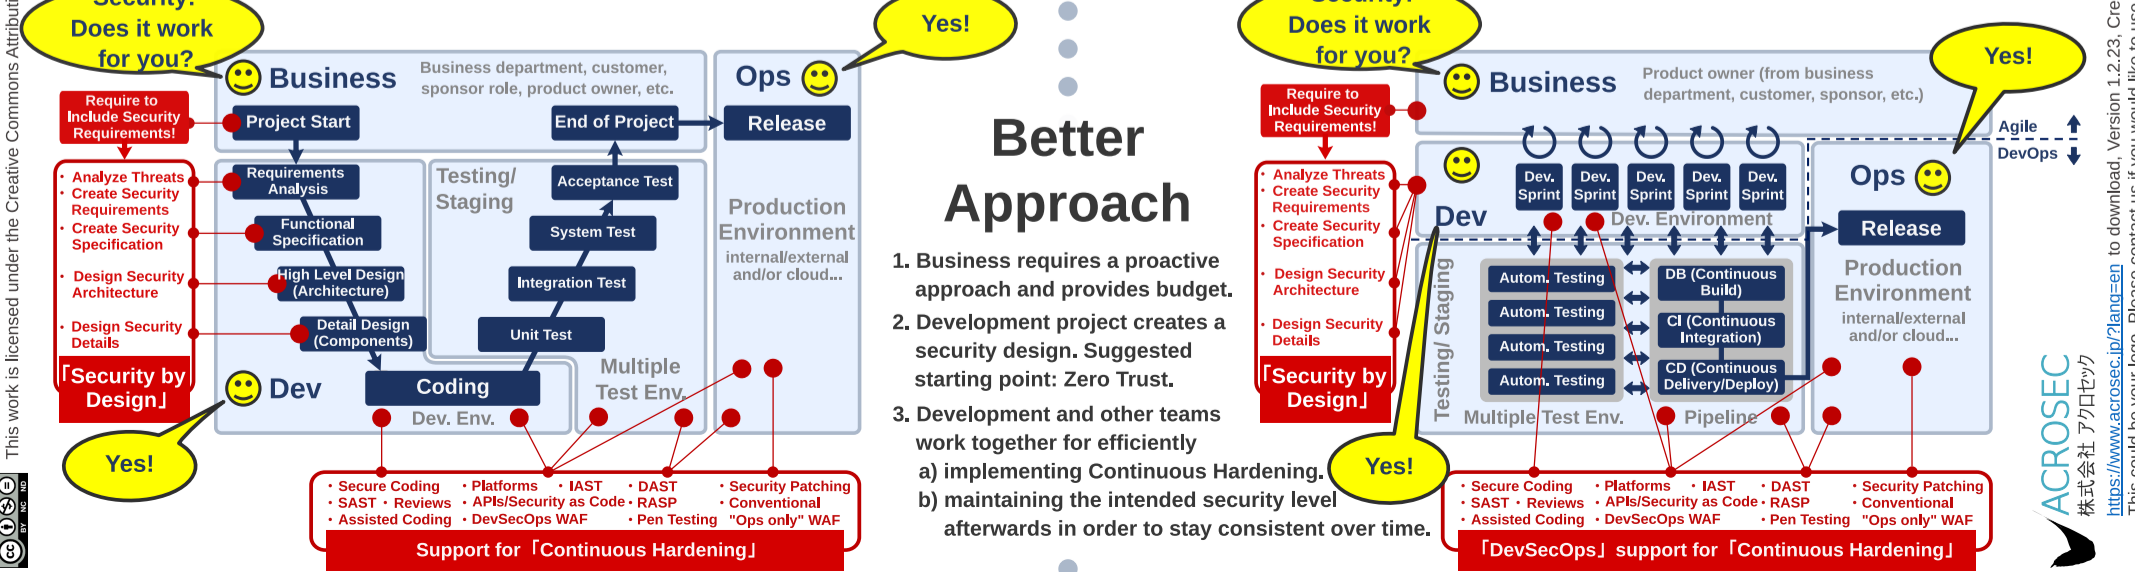 This work is licensed under the Creative Commons
Does it work
for you?
Yes!
Business
Business department, customer,
sponsor role, product owner, etc.
Ops
Require to
Include Security
Requirements!
Project Start
End of Project
Release
・Analyze Threats
・Create Security
Requirements
・Create Security
Specification
・Design Security
Architecture
・Design Security
Details
「Security by
Design」
Requirements
Analysis
Functional
Specification
High Level Design
(Architecture)
Detail Design
(Components)
Testing/
Staging
Acceptance Test
System Test
Integration Test
Unit Test
Production
Environment
internal/external
and/or cloud...
Dev
Coding
Dev. Env.
Multiple
Test Env.
Yes!
・Secure Coding
・SAST・Reviews
・Assisted Coding
・Platforms ・IAST
・APIs/Security as Code
・DevSecOps WAF
・DAST
・RASP
・Pen Testing
・Security Patching
・Conventional
"Ops only" WAF
Support for「Continuous Hardening」
BY NC ND
Better
Approach
1. Business requires a proactive
approach and provides budget.
2. Development project creates a
security design. Suggested
starting point: Zero Trust.
3. Development and other teams
work together for efficiently
a) implementing Continuous Hardening.
b) maintaining the intended security level
afterwards in order to stay consistent over time.
Does it work
for you?
Yes!
Business
Product owner (from business
department, customer, sponsor, etc.)
Require to
Include Security
Requirements!
Agile
DevOps
・Analyze Threats
・Create Security
Requirements
・Create Security
Specification
・Design Security
Architecture
・Design Security
Details
「Security by
Design」
Dev
Dev.
Sprint
Dev.
Sprint
Dev.
Sprint
Dev.
Sprint
Dev.
Sprint
Dev. Environment
Ops
Release
Production
Environment
internal/external
and/or cloud...
Testing/ Staging
Autom. Testing
Autom. Testing
Autom. Testing
Autom. Testing
DB (Continuous
Build)
CI (Continuous
Integration)
CD (Continuous
Delivery/Deploy)
Multiple Test Env.
Pipeline
Yes!
・Secure Coding
・SAST・Reviews
・Assisted Coding
・Platforms ・IAST
・APIs/Security as Code
・DevSecOps WAF
・DAST
・RASP
・Pen Testing
・Security Patching
・Conventional
"Ops only" WAF
「DevSecOps」support for「Continuous Hardening」
ACROSEC
株式会社 アクロセック
https://www.acrosec.jp/?lang=en to download, Version 1.2.23,